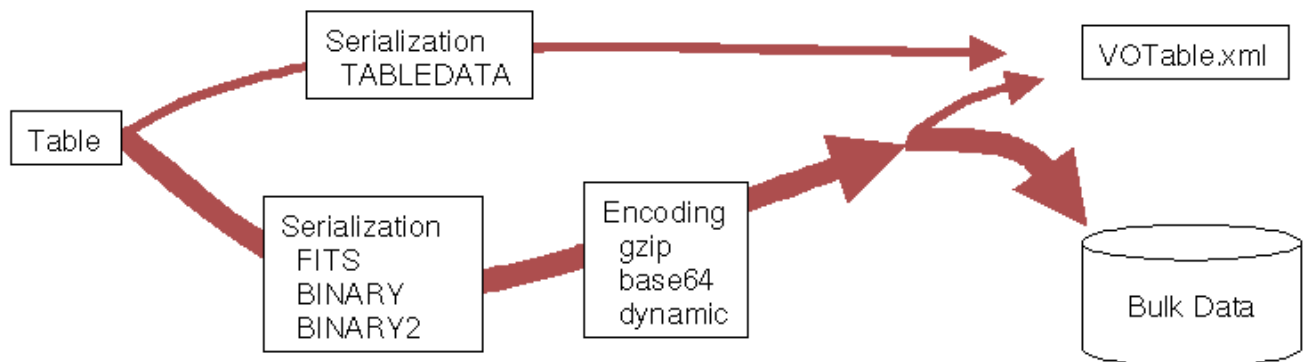 Serialization
TABLEDATA
VOTable.xml
Table
Serialization
FITS
BINARY
BINARY2
Encoding
gzip
base64
dynamic
Bulk Data